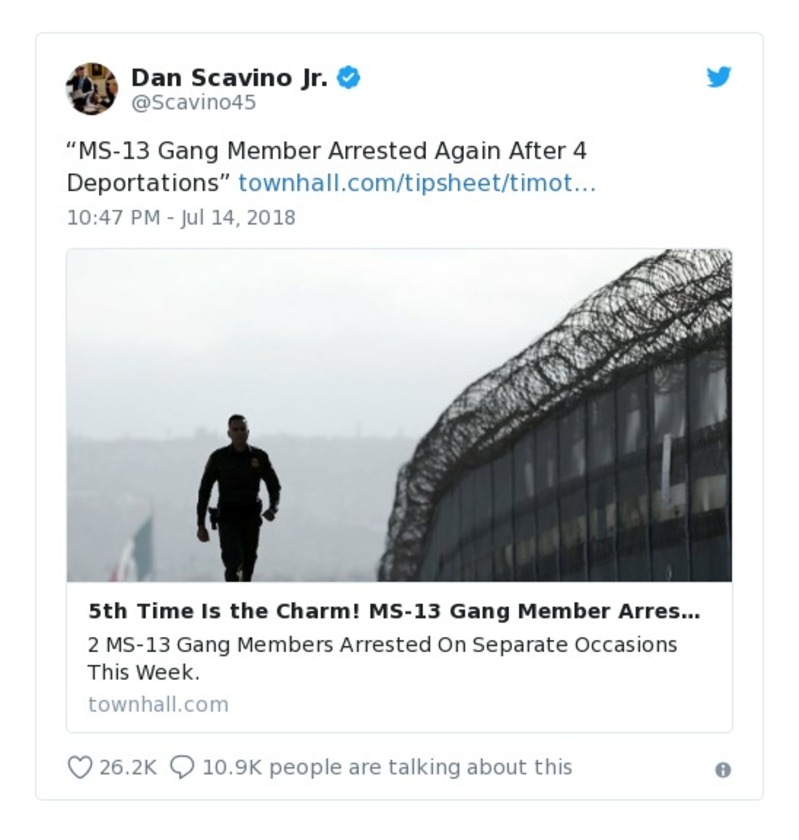 Dan Scavino Jr.
@Scavino45
“MS-13 Gang Member Arrested Again After 4
Deportations” townhall.com/tipsheet/timot…
10:47 PM - Jul 14, 2018
5th Time Is the Charm! MS-13 Gang Member Arres…
2 MS-13 Gang Members Arrested On Separate Occasions
This Week.
townhall.com
26.2K 10.9K people are talking about this